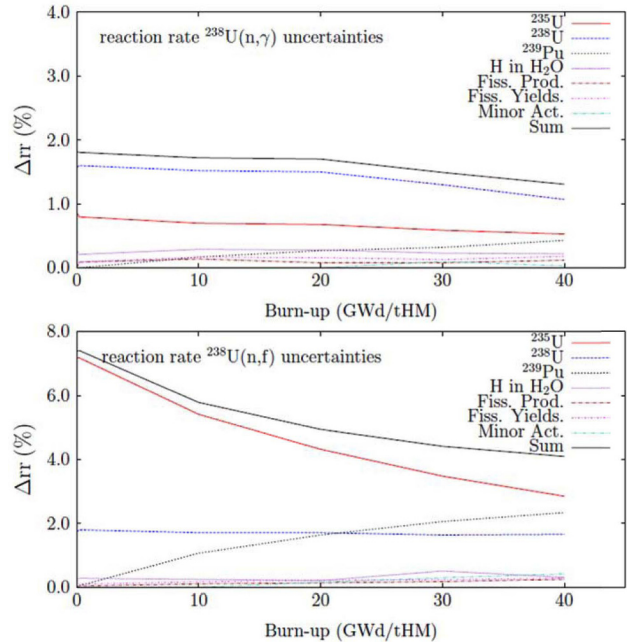 reaction rate ²³⁸U(n,γ) uncertainties
²³⁵U
²³⁸U
²³⁹Pu
H in H₂O
Fiss. Prod.
Fiss. Yields.
Minor Act.
Sum
Δrr (%)
4.0
3.0
2.0
1.0
0.0
0 10 20 30 40
Burn-up (GWd/tHM)
reaction rate ²³⁸U(n,f) uncertainties
²³⁵U
²³⁸U
²³⁹Pu
H in H₂O
Fiss. Prod.
Fiss. Yields.
Minor Act.
Sum
Δrr (%)
8.0
6.0
4.0
2.0
0.0
0 10 20 30 40
Burn-up (GWd/tHM)